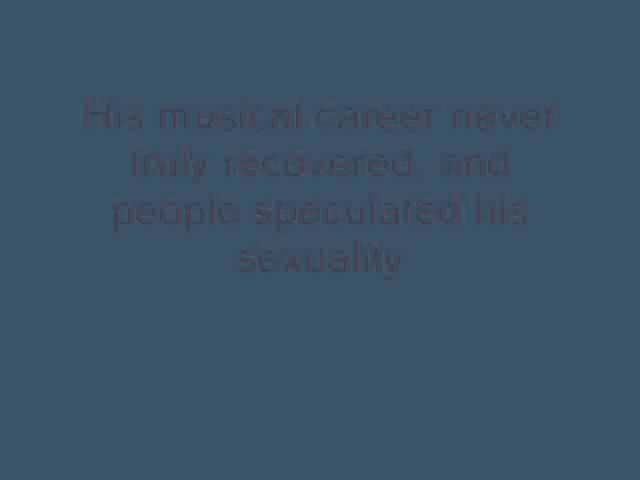 His musical career never
truly recovered, and
people speculated his
sexuality